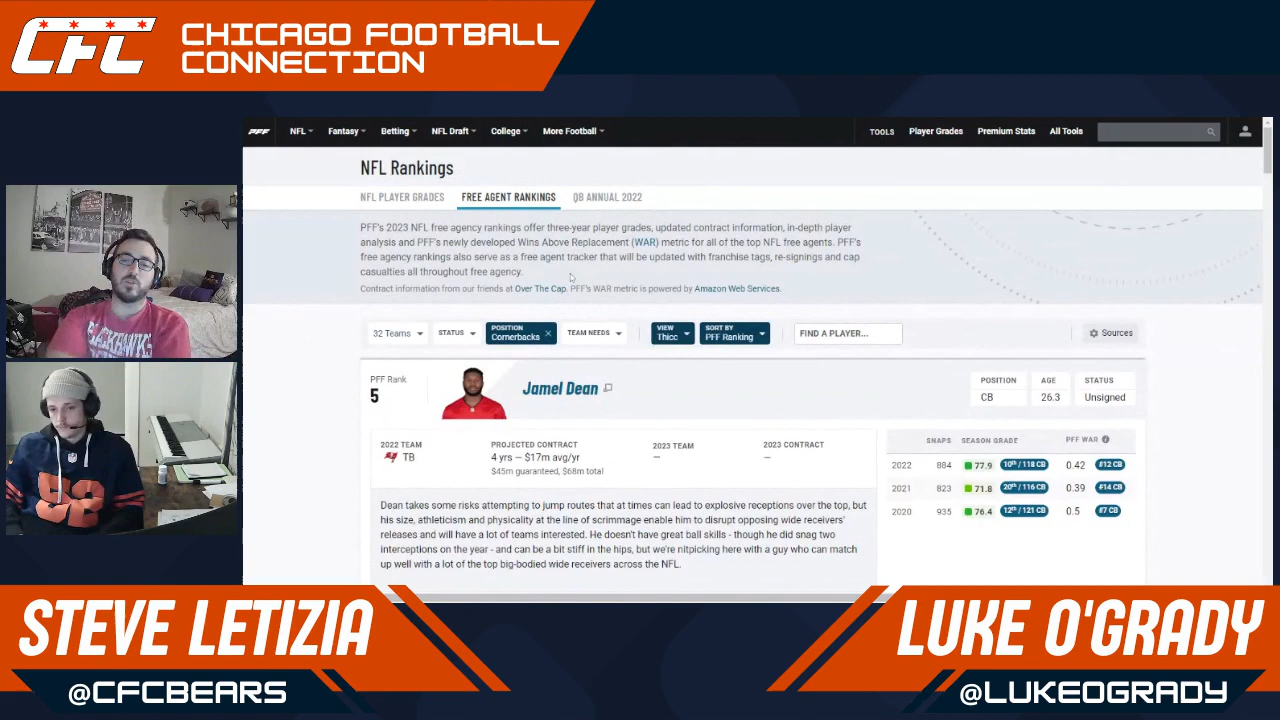 CFC
CHICAGO FOOTBALL
CONNECTION
PFF
NFL
Fantasy
Betting
NFL Draft
College
More Football
TOOLS
Player Grades
Premium Stats
All Tools
NFL Rankings
NFL PLAYER GRADES
FREE AGENT RANKINGS
QB ANNUAL 2022
PFF's 2023 NFL free agency rankings offer three-year player grades, updated contract information, in-depth player
analysis and PFF's newly developed Wins Above Replacement (WAR) metric for all of the top NFL free agents. PFF's
free agency rankings also serve as a free agent tracker that will be updated with franchise tags, re-signings and cap
casualties all throughout free agency.
Contract information from our friends at Over The Cap. PFF's WAR metric is powered by Amazon Web Services.
32 Teams
STATUS
POSITION
Cornerbacks
TEAM NEEDS
VIEW
Thicc
SORT BY
PFF Ranking
FIND A PLAYER...
Sources
PFF Rank
5
Jamel Dean
POSITION
CB
AGE
26.3
STATUS
Unsigned
2022 TEAM
TB
PROJECTED CONTRACT
4 yrs — $17m avg/yr
$45m guaranteed, $68m total
2023 TEAM
—
2023 CONTRACT
—
SNAPS SEASON GRADE PFF WAR
2022 884 77.9 10th / 118 CB 0.42 #12 CB
2021 823 71.8 20th / 116 CB 0.39 #14 CB
2020 935 76.4 12th / 121 CB 0.5 #7 CB
Dean takes some risks attempting to jump routes that at times can lead to explosive receptions over the top, but
his size, athleticism and physicality at the line of scrimmage enable him to disrupt opposing wide receivers'
releases and will have a lot of teams interested. He doesn't have great ball skills - though he did snag two
interceptions on the year - and can be a bit stiff in the hips, but we're nitpicking here with a guy who can match
up well with a lot of the top big-bodied wide receivers across the NFL.
STEVE LETIZIA
@CFCBEARS
LUKE O'GRADY
@LUKEOGRADY